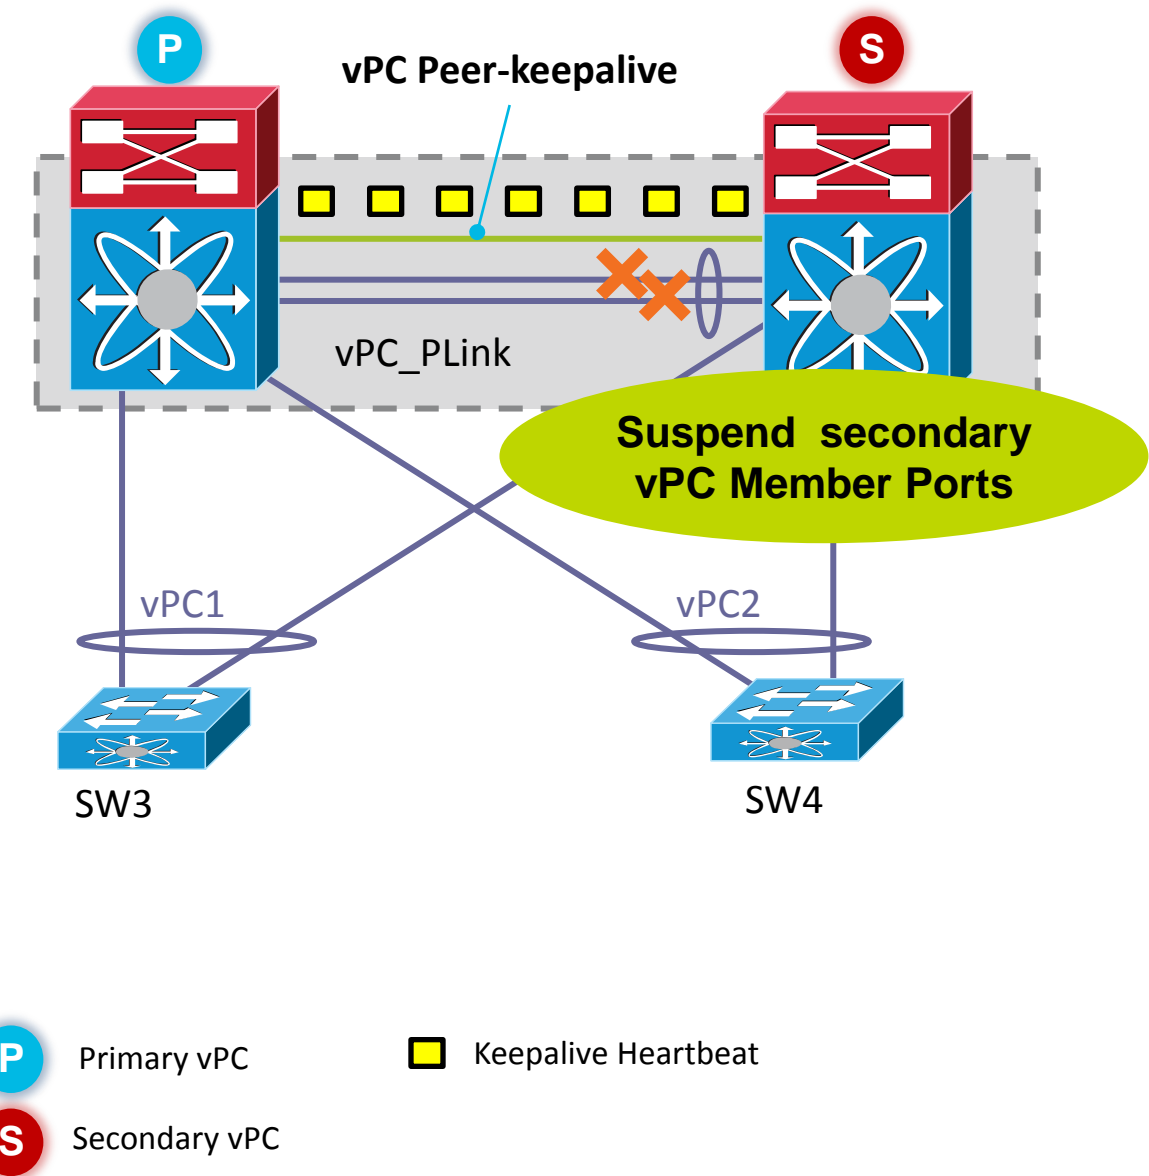 P
S
vPC Peer-keepalive
vPC_PLink
Suspend secondary
vPC Member Ports
vPC1
vPC2
SW3
SW4
P Primary vPC
Keepalive Heartbeat
S Secondary vPC